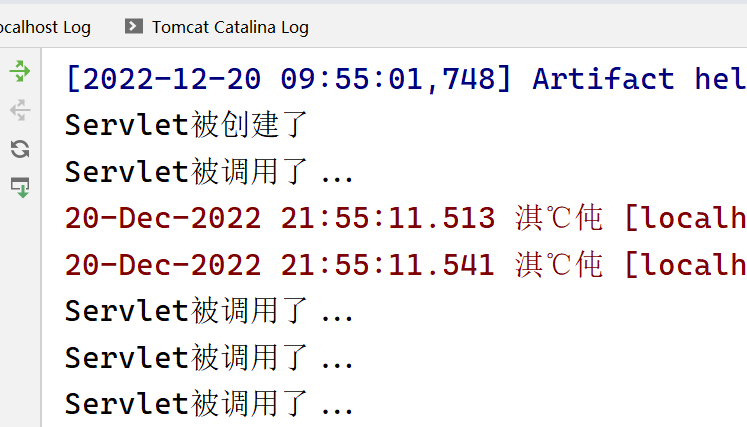 ocalhost Log Tomcat Catalina Log
[2022-12-20 09:55:01,748] Artifact hel
Servlet被创建了
Servlet被调用了 ...
20-Dec-2022 21:55:11.513 淇℃伅 [localh
20-Dec-2022 21:55:11.541 淇℃伅 [localh
Servlet被调用了 ...
Servlet被调用了 ...
Servlet被调用了 ...